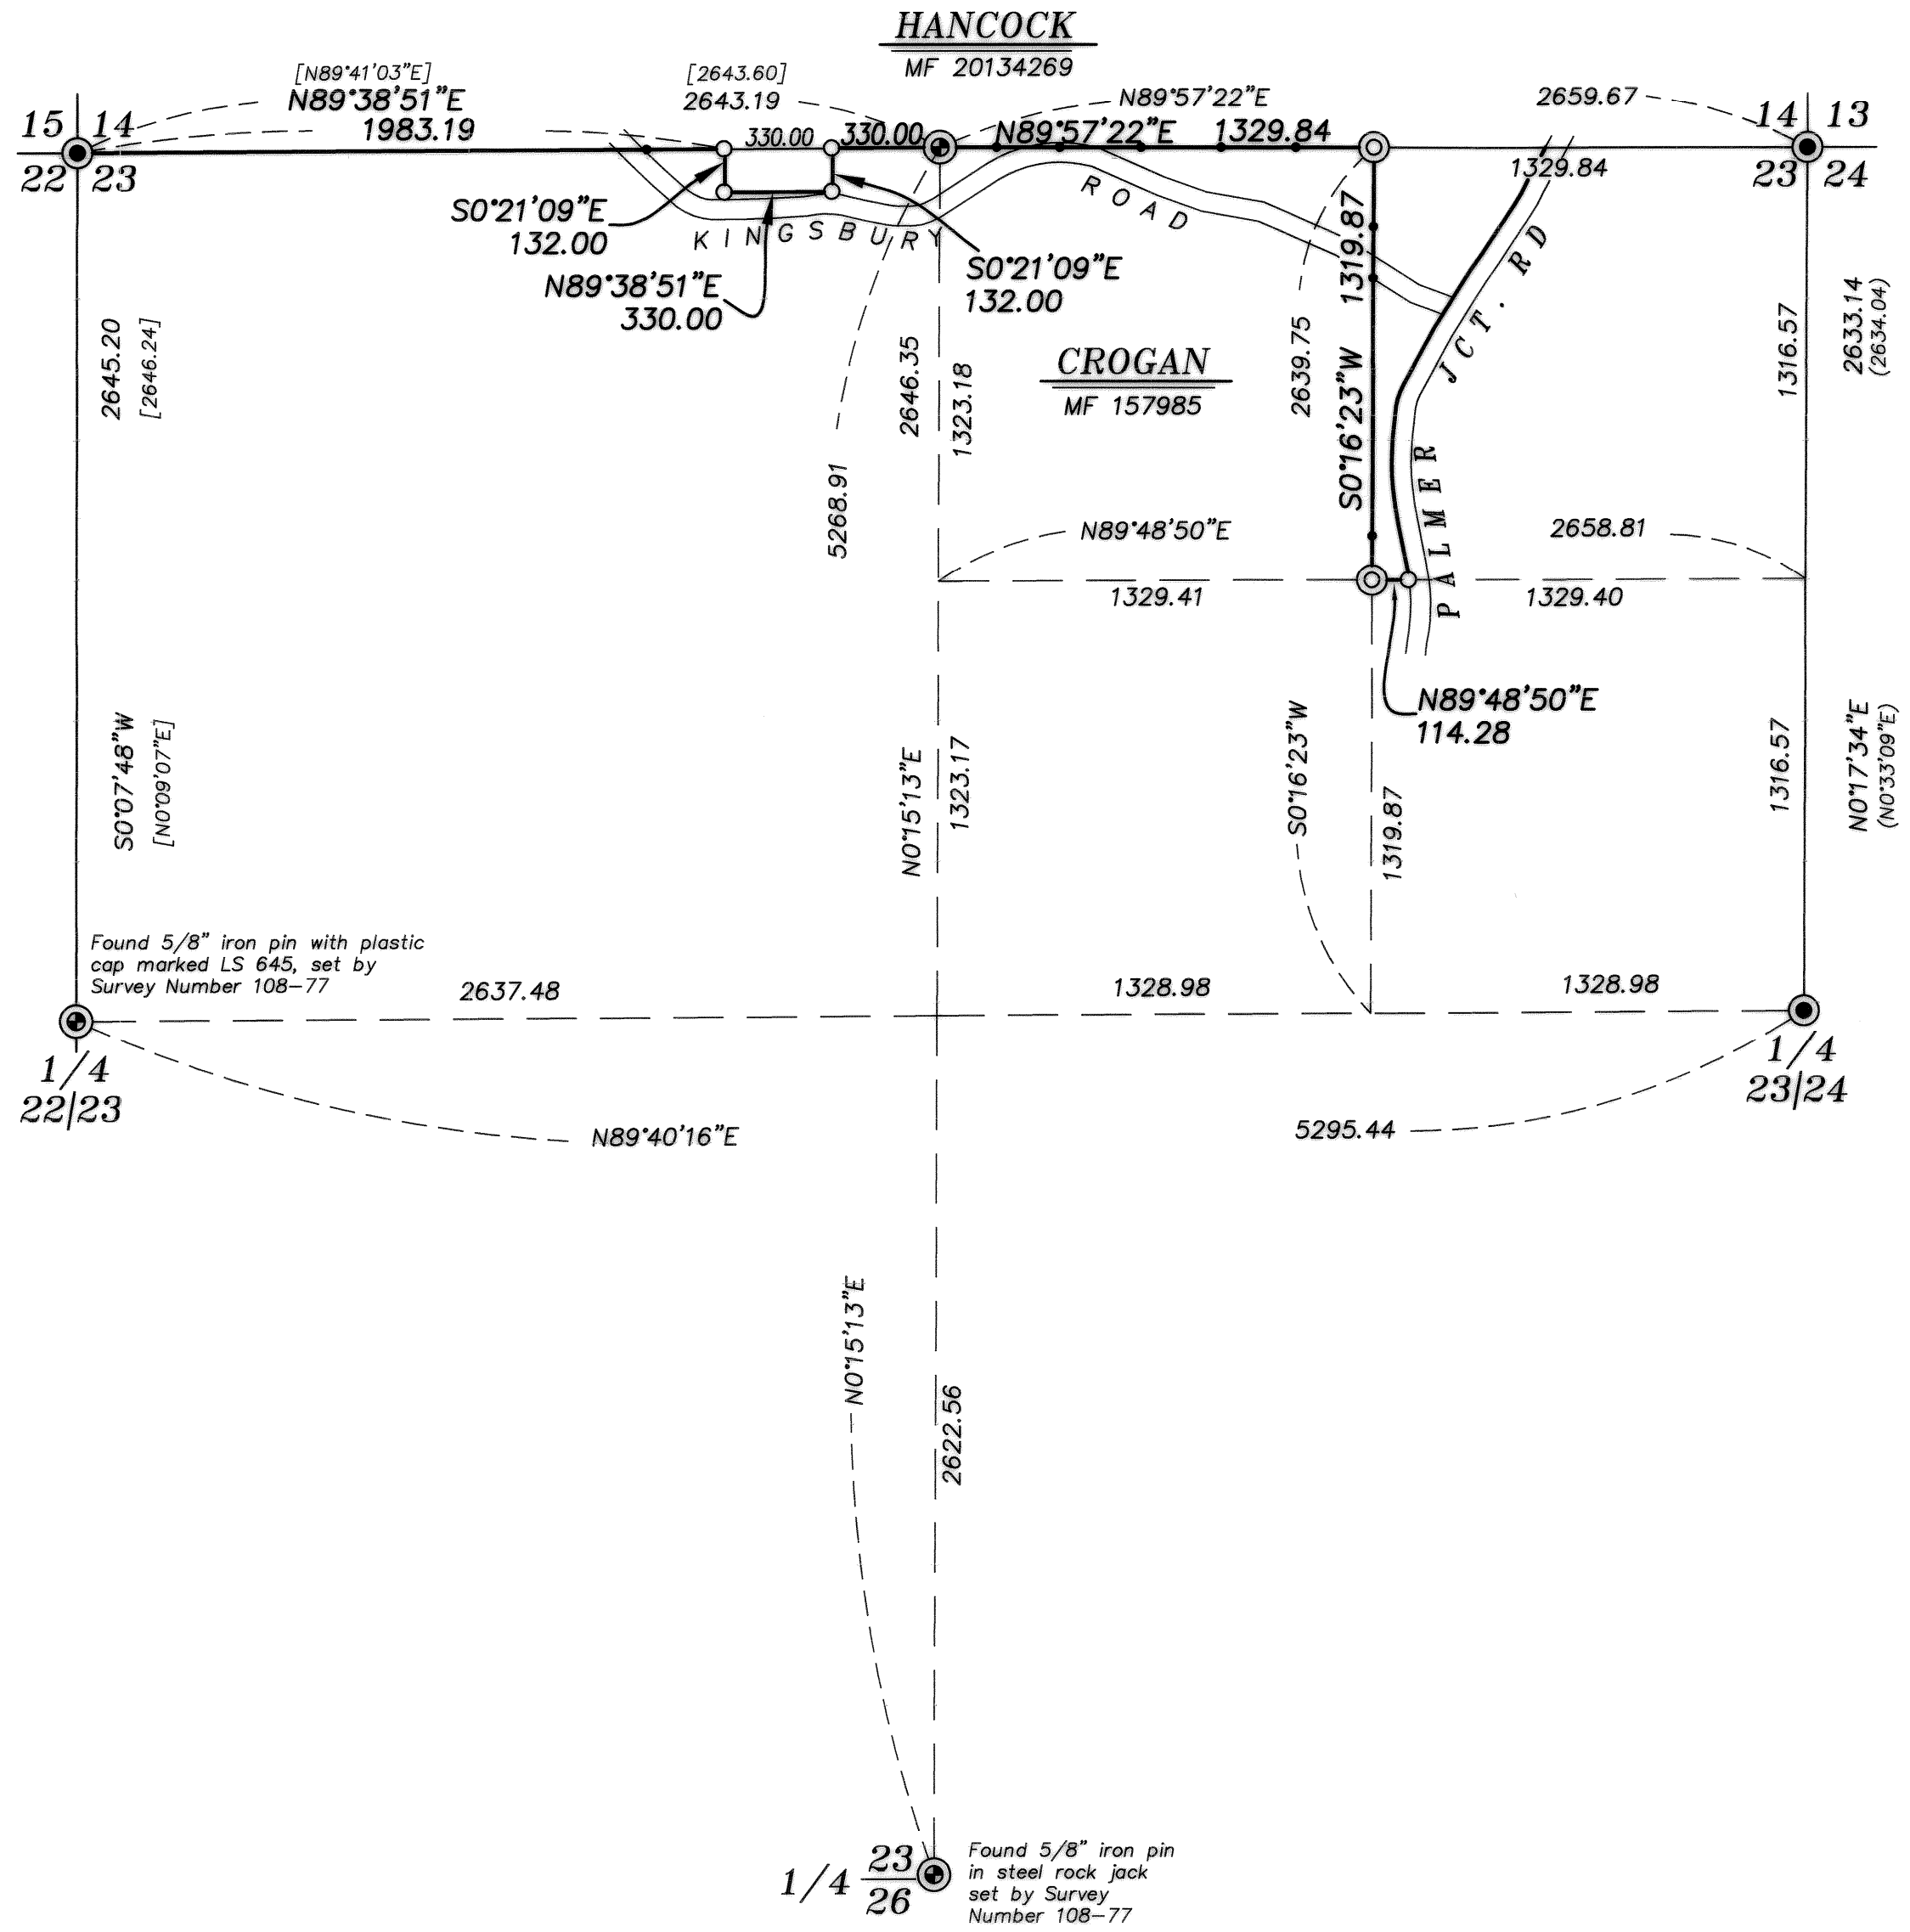 HANCOCK
MF 20134269
[N89°41'03"E]
N89°38'51"E
1983.19
[2643.60]
2643.19
N89°57'22"E
2659.67
15 14
22 23
330.00
330.00
N89°57'22"E 1329.84
1329.84
14 13
23 24
S0°21'09"E
132.00
N89°38'51"E
330.00
KINGSBURY
ROAD
S0°21'09"E
132.00
CROGAN
MF 157985
PALMER JCT. RD
2645.20
[2646.24]
S0°07'48"W
[N0°09'07"E]
5268.91
2646.35
1323.18
2639.75
1319.87
S0°16'23"W
1316.57
2633.14
(2634.04)
N89°48'50"E
1329.41
2658.81
1329.40
N89°48'50"E
114.28
N0°15'13"E
1323.17
S0°16'23"W
1319.87
1316.57
N0°17'34"E
(N0°33'09"E)
Found 5/8" iron pin with plastic
cap marked LS 645, set by
Survey Number 108-77
2637.48
1328.98
1328.98
1/4
22|23
1/4
23|24
N89°40'16"E
5295.44
N0°15'13"E
2622.56
1/4 23
26
Found 5/8" iron pin
in steel rock jack
set by Survey
Number 108-77